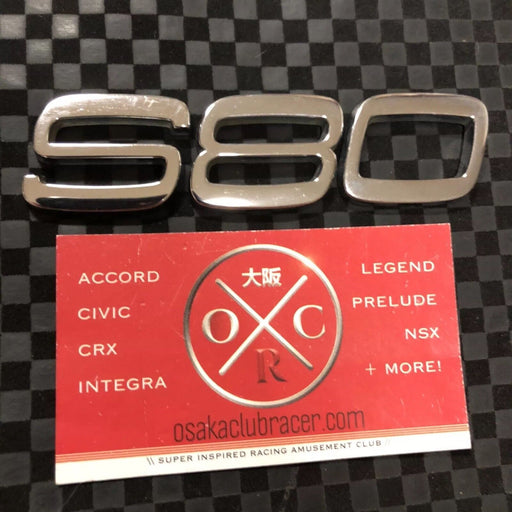 S80
ACCORD
CIVIC
CRX
INTEGRA
大阪
O C
R
LEGEND
PRELUDE
NSX
+ MORE!
osakaclubracer.com
\\ SUPER INSPIRED RACING AMUSEMENT CLUB //